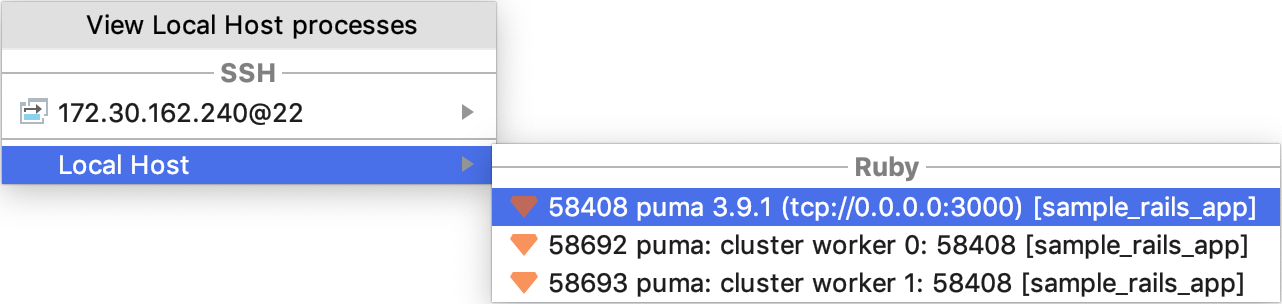 View Local Host processes
SSH
172.30.162.240@22
Local Host
Ruby
58408 puma 3.9.1 (tcp://0.0.0.0:3000) [sample_rails_app]
58692 puma: cluster worker 0: 58408 [sample_rails_app]
58693 puma: cluster worker 1: 58408 [sample_rails_app]